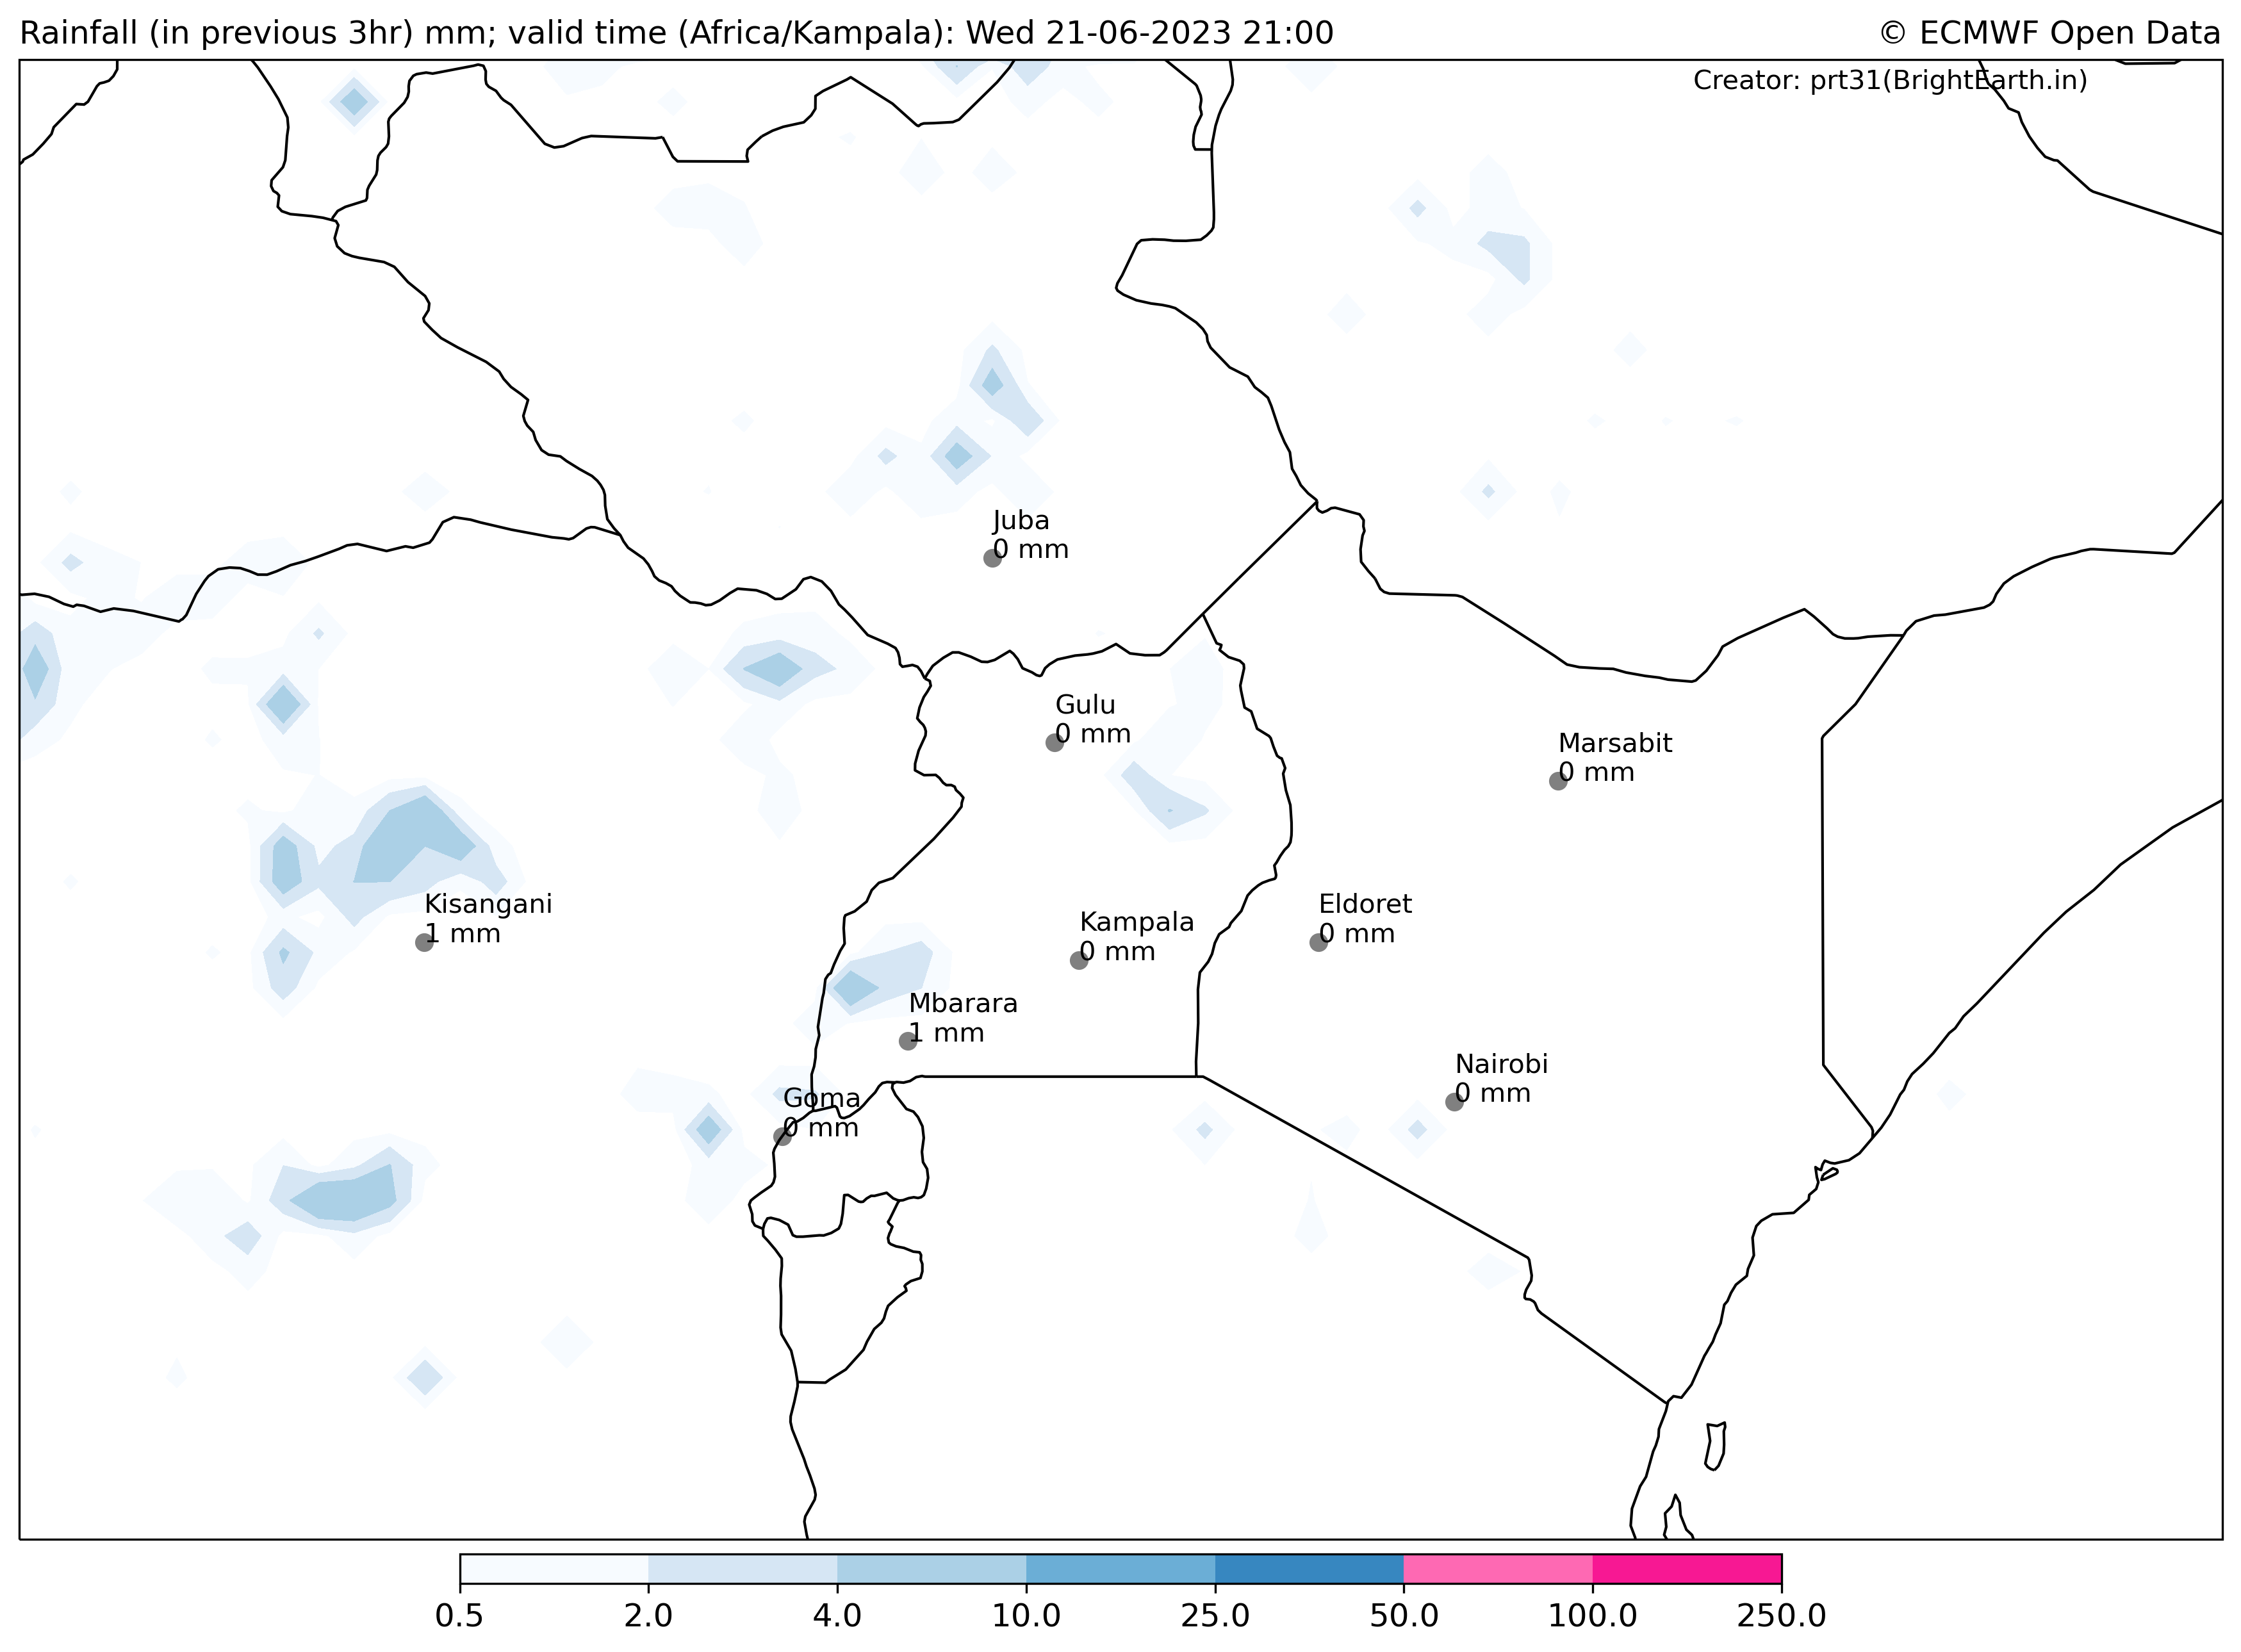 Rainfall (in previous 3hr) mm; valid time (Africa/Kampala): Wed 21-06-2023 21:00
© ECMWF Open Data
Creator: prt31(BrightEarth.in)
Juba
0 mm
Gulu
0 mm
Marsabit
0 mm
Kisangani
1 mm
Kampala
0 mm
Eldoret
0 mm
Mbarara
1 mm
Nairobi
0 mm
Goma
0 mm
0.5 2.0 4.0 10.0 25.0 50.0 100.0 250.0